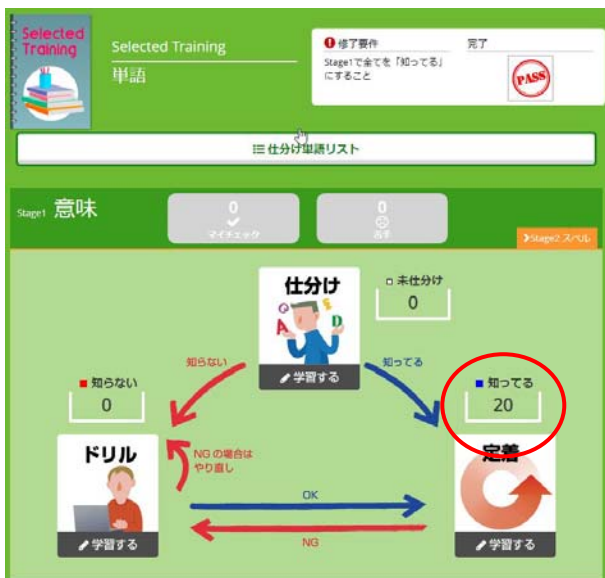 Selected
Training
Selected Training
単語
修了要件
完了
Stage1で全てを「知ってる」
にすること
PASS
仕分け単語リスト
Stage1 意味
0
マイチェック
0
苦手
Stage2 スペル
仕分け
未仕分け
0
学習する
知らない
知ってる
知らない
0
知ってる
20
ドリル
NGの場合は
やり直し
定着
OK
NG
学習する
学習する